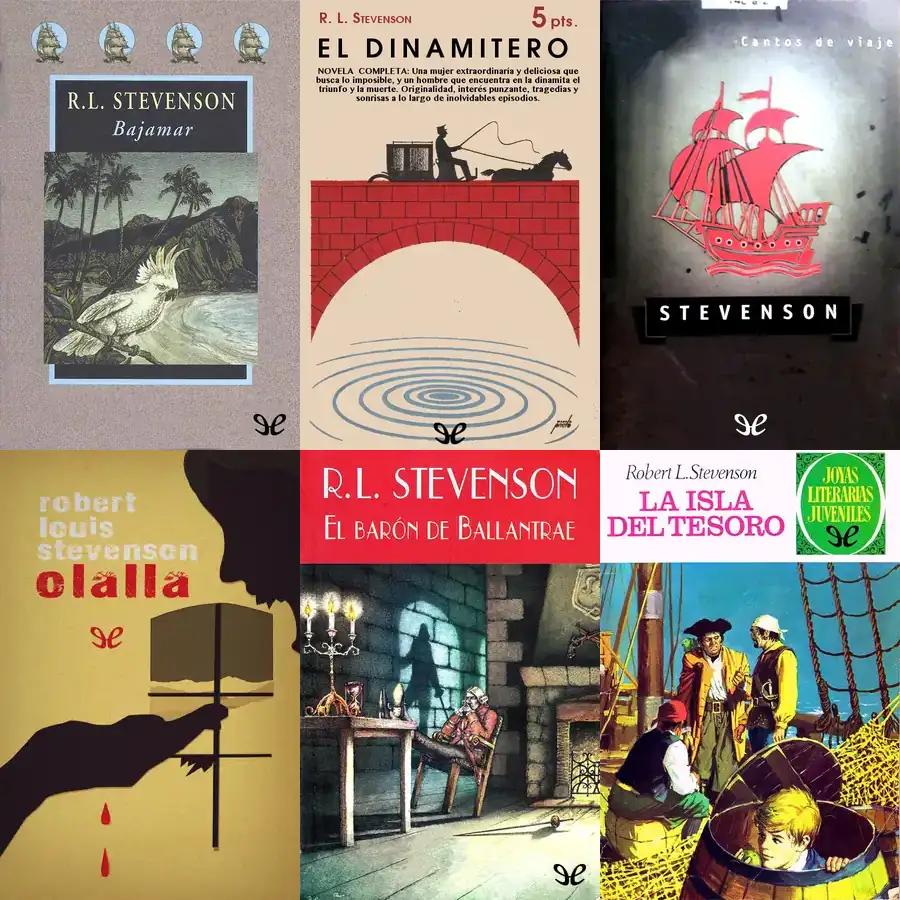 R.L. STEVENSON
Bajamar
R. L. STEVENSON
5 pts.
EL DINAMITERO
NOVELA COMPLETA: Una mujer extraordinaria y deliciosa que
busca lo imposible, y un hombre que encuentra en la dinamita el
triunfo y la muerte. Originalidad, interés punzante, tragedias y
sonrisas a lo largo de inolvidables episodios.
Cantos de viaje
STEVENSON
robert
louis
stevenson
olalla
R.L. STEVENSON
EL BARÓN DE BALLANTRAE
Robert L.Stevenson
LA ISLA
DEL TESORO
JOYAS
LITERARIAS
JUVENILES